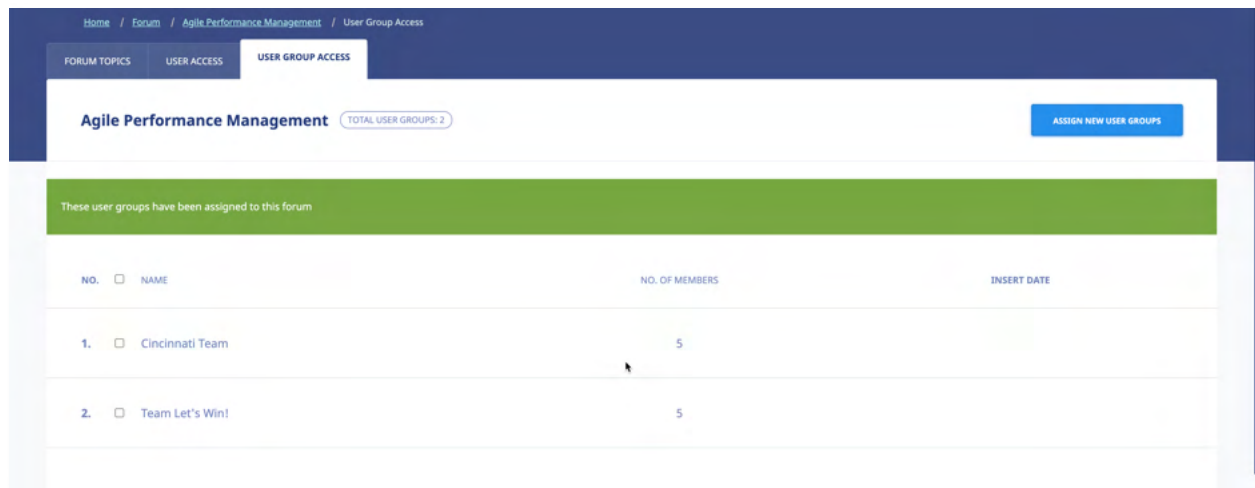 Home / Forum / Agile Performance Management / User Group Access
FORUM TOPICS USER ACCESS USER GROUP ACCESS
Agile Performance Management TOTAL USER GROUPS: 2 ASSIGN NEW USER GROUPS
These user groups have been assigned to this forum
NO. NAME NO. OF MEMBERS INSERT DATE
1. Cincinnati Team 5
2. Team Let's Win! 5